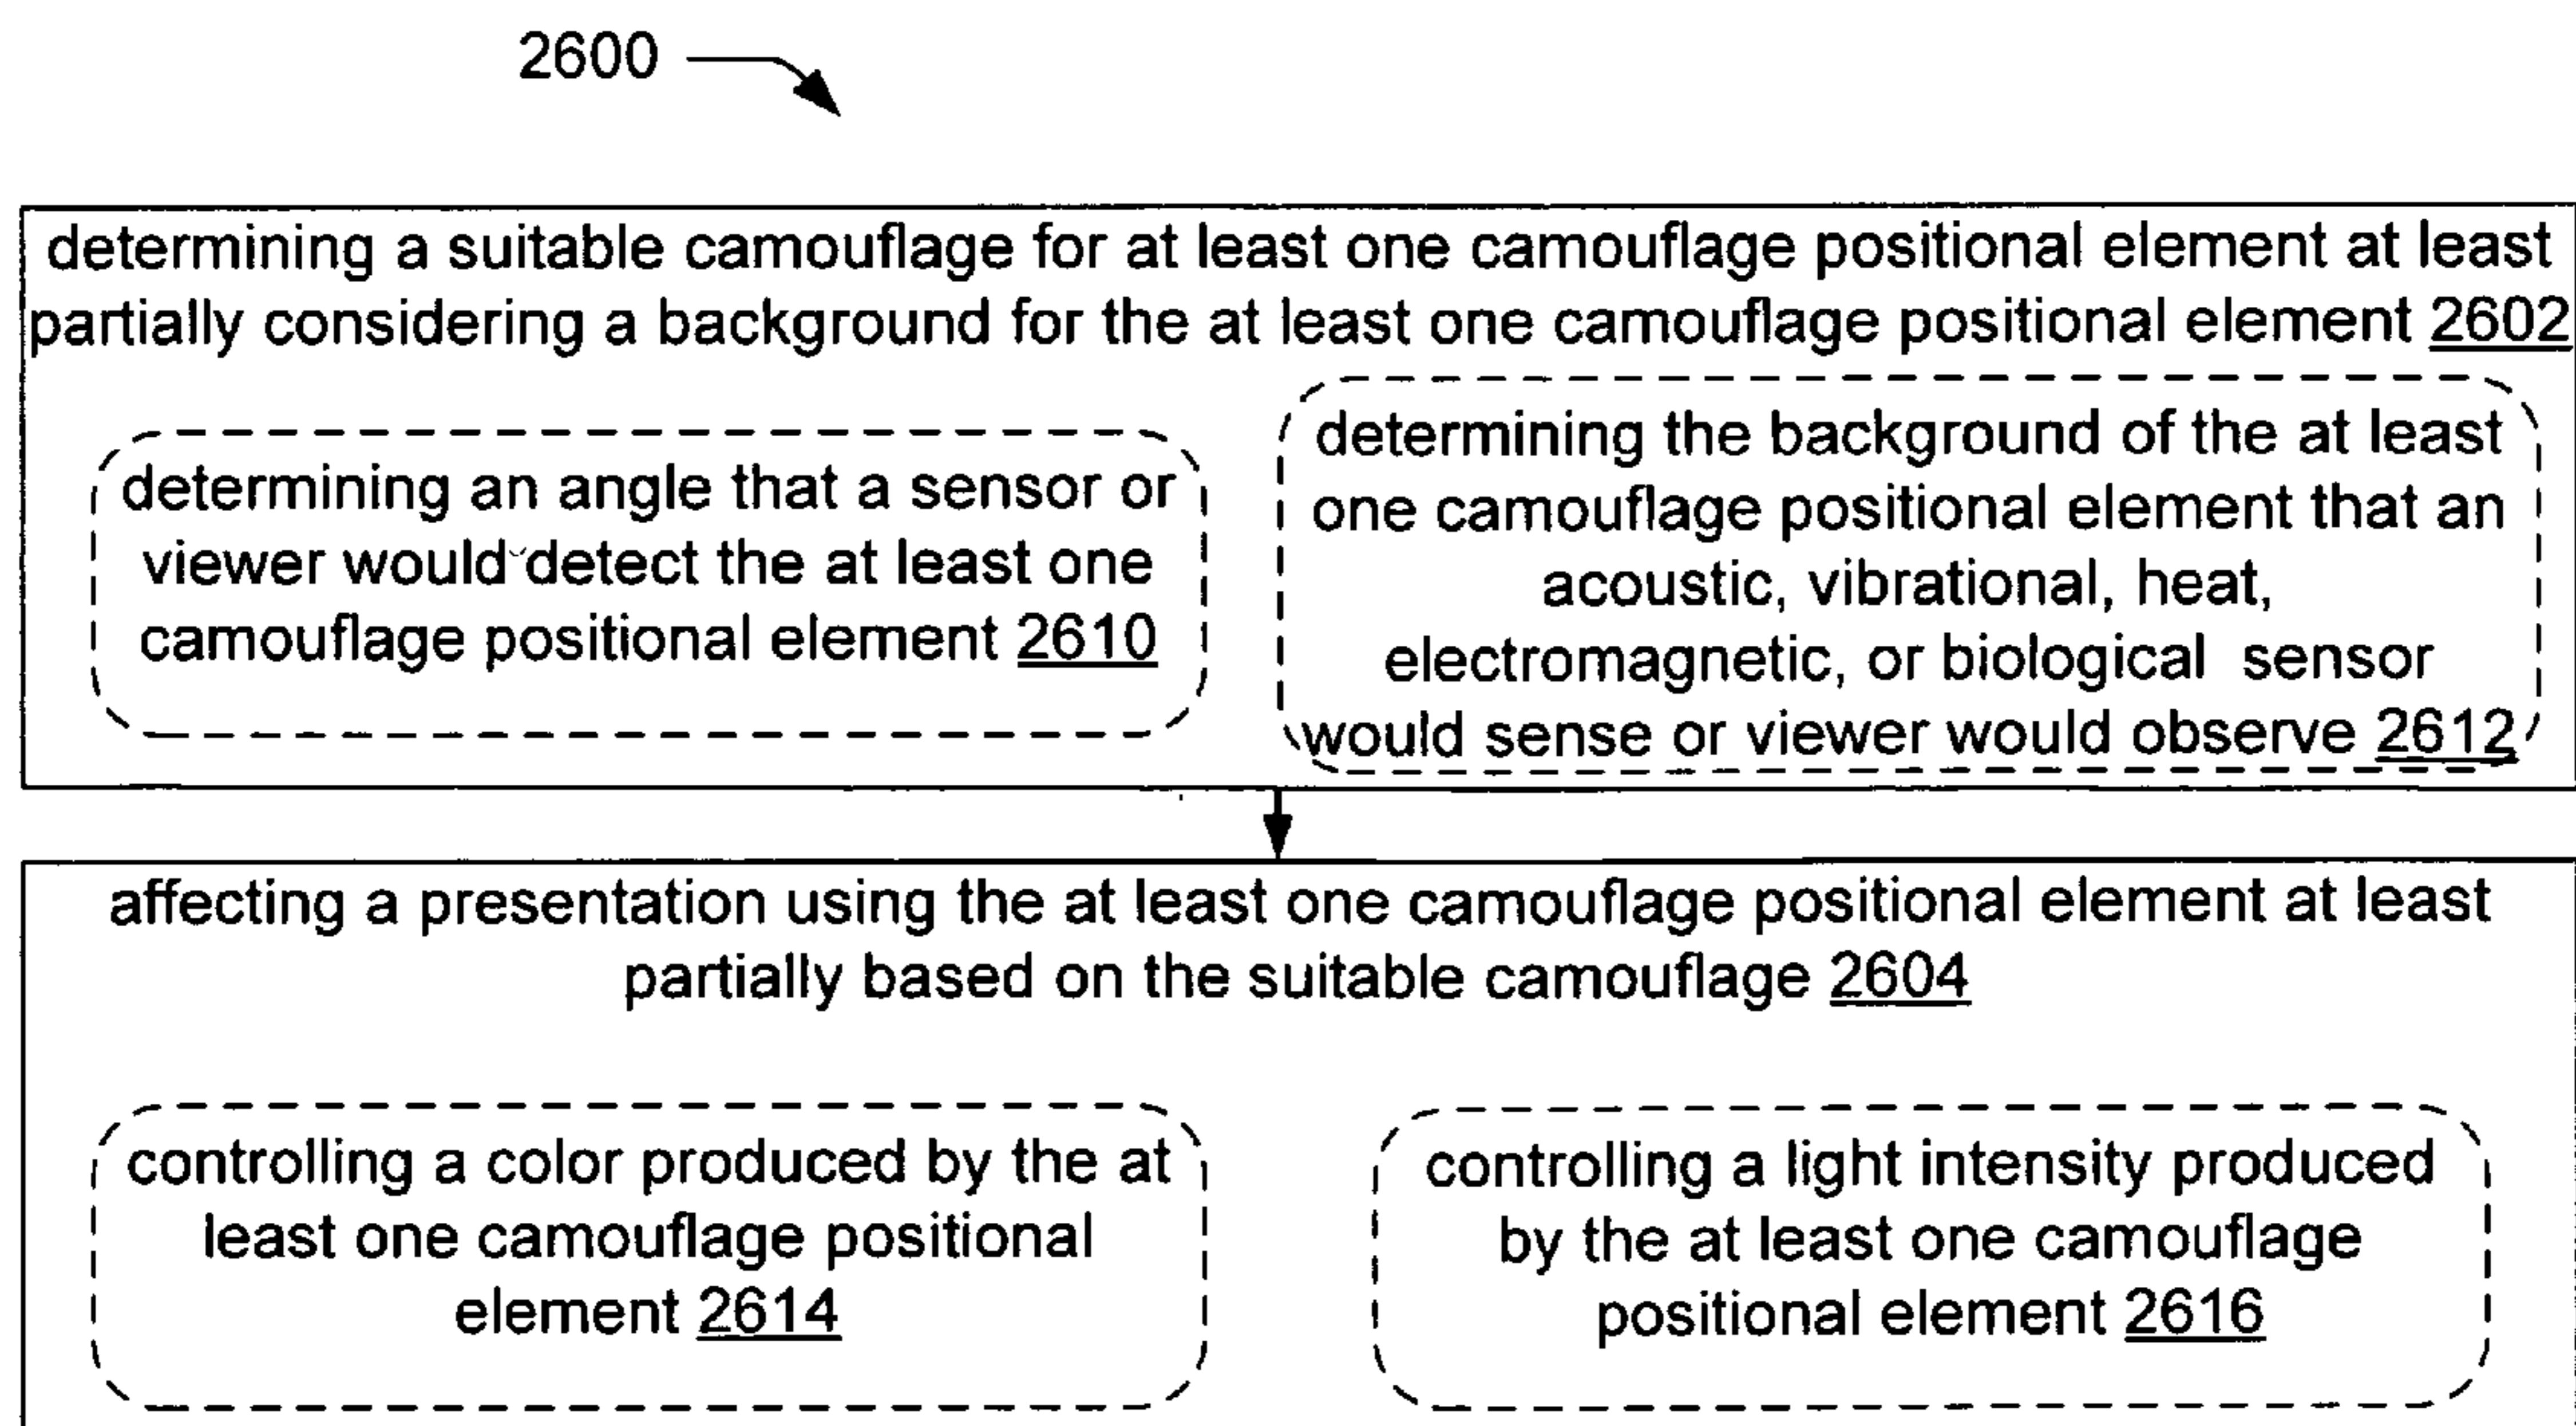 2600
determining a suitable camouflage for at least one camouflage positional element at least
partially considering a background for the at least one camouflage positional element 2602
determining an angle that a sensor or
viewer would detect the at least one
camouflage positional element 2610
determining the background of the at least
one camouflage positional element that an
acoustic, vibrational, heat,
electromagnetic, or biological sensor
would sense or viewer would observe 2612
affecting a presentation using the at least one camouflage positional element at least
partially based on the suitable camouflage 2604
controlling a color produced by the at
least one camouflage positional
element 2614
controlling a light intensity produced
by the at least one camouflage
positional element 2616